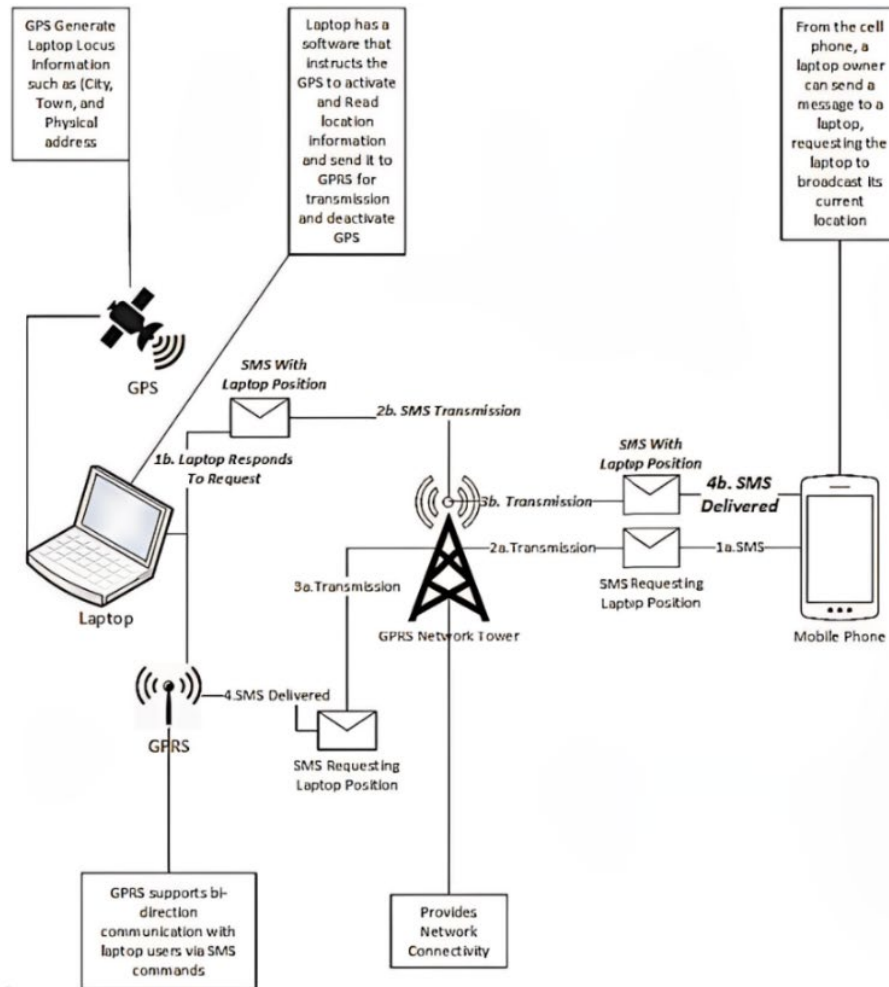 GPS Generate
Laptop Locus
Information
such as (City,
Town, and
Physical
address
Laptop has a
software that
instructs the
GPS to activate
and Read
location
information
and send it to
GPRS for
transmission
and deactivate
GPS
From the cell
phone, a
laptop owner
can send a
message to a
laptop,
requesting the
laptop to
broadcast its
current
location
GPS
SMS With
Laptop Position
2b. SMS Transmission
1b. Laptop Responds
To Request
SMS With
Laptop Position
3b. Transmission
4b. SMS
Delivered
2a.Transmission
1a.SMS
SMS Requesting
Laptop Position
3a.Transmission
Laptop
GPRS Network Tower
Mobile Phone
4.SMS Delivered
GPRS
SMS Requesting
Laptop Position
GPRS supports bi-
direction
communication with
laptop users via SMS
commands
Provides
Network
Connectivity